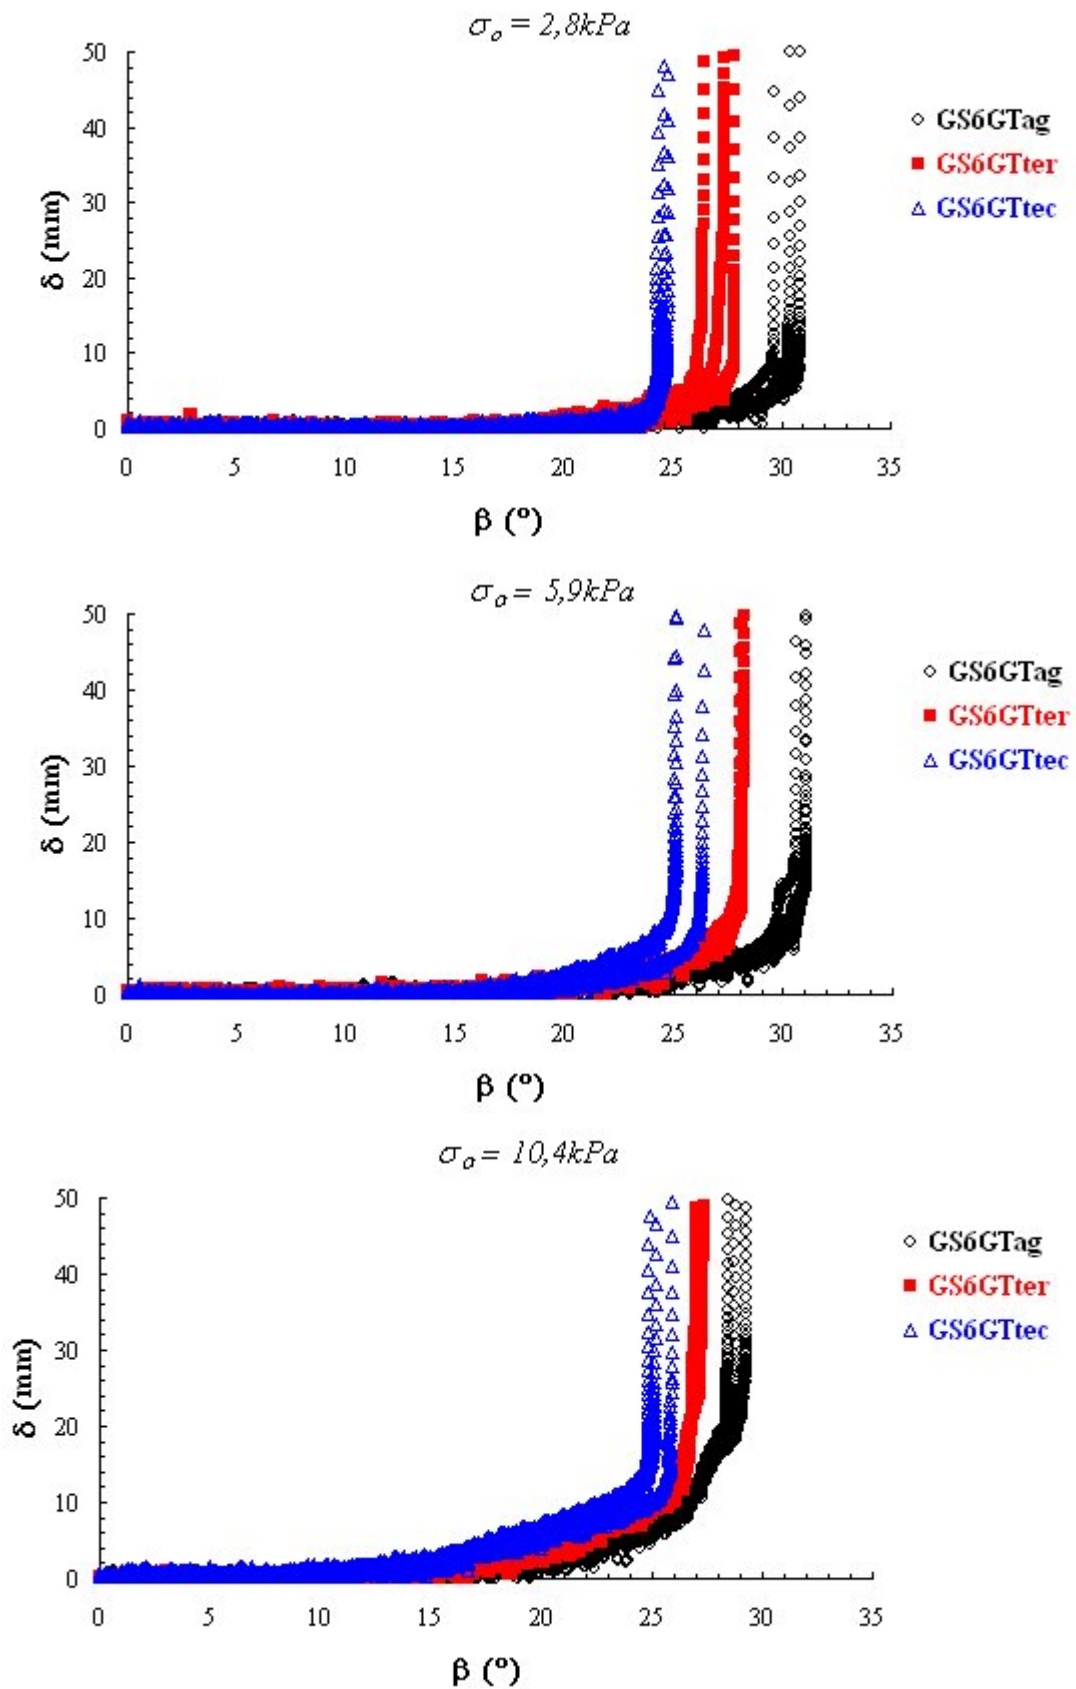 σo = 2,8kPa
50
40
30
20
10
0
δ (mm)
0 5 10 15 20 25 30 35
β (º)
GS6GTag
GS6GTter
GS6GTtec
σo = 5,9kPa
50
40
30
20
10
0
δ (mm)
0 5 10 15 20 25 30 35
β (º)
GS6GTag
GS6GTter
GS6GTtec
σo = 10,4kPa
50
40
30
20
10
0
δ (mm)
0 5 10 15 20 25 30 35
β (º)
GS6GTag
GS6GTter
GS6GTtec